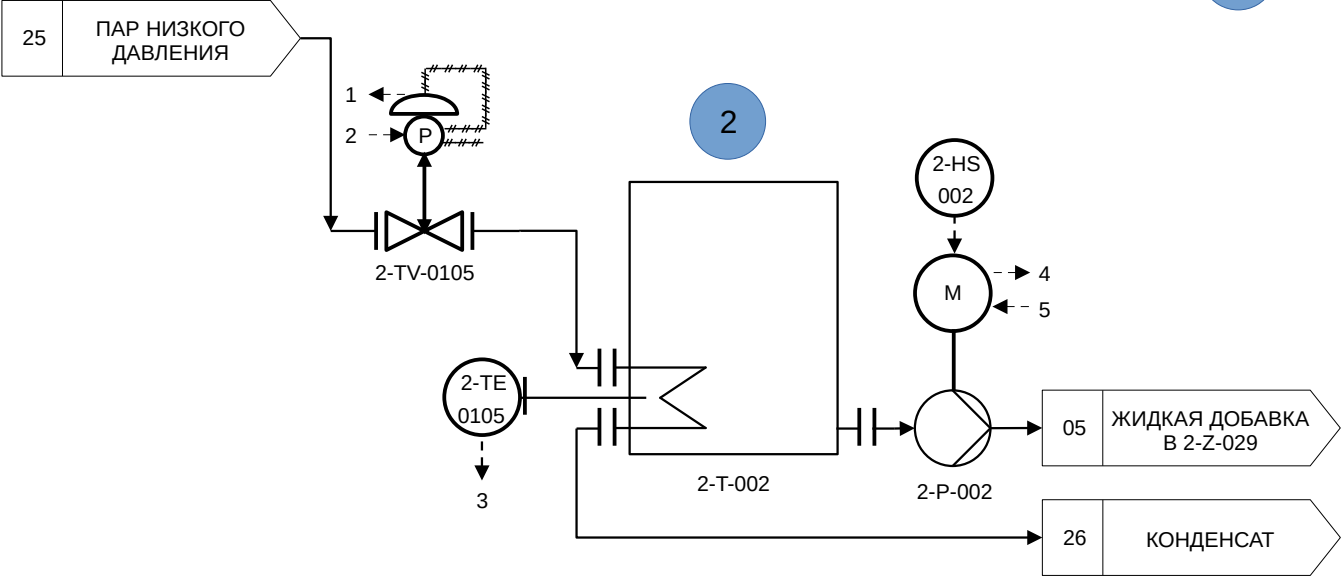 25
ПАР НИЗКОГО
ДАВЛЕНИЯ
1
2
P
2-TV-0105
2
2-HS
002
M
4
5
2-TE
0105
3
2-T-002
2-P-002
05
ЖИДКАЯ ДОБАВКА
В 2-Z-029
26
КОНДЕНСАТ